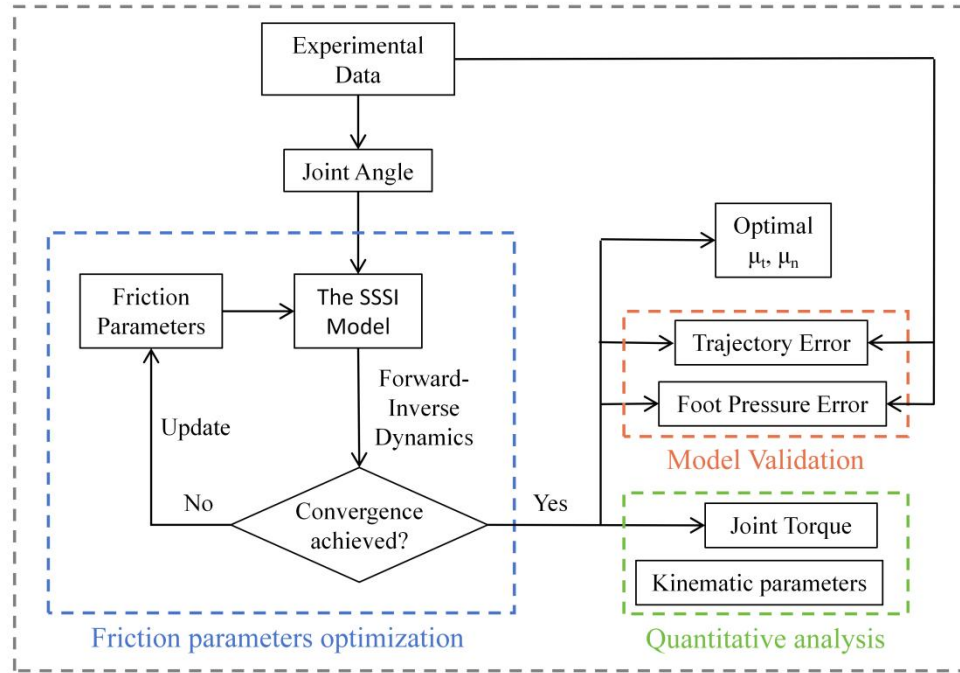 Experimental
Data
Joint Angle
Optimal
μt, μn
Friction
Parameters
The SSSI
Model
Trajectory Error
Forward-
Inverse
Dynamics
Foot Pressure Error
Update
Model Validation
No
Convergence
achieved?
Yes
Joint Torque
Kinematic parameters
Friction parameters optimization
Quantitative analysis